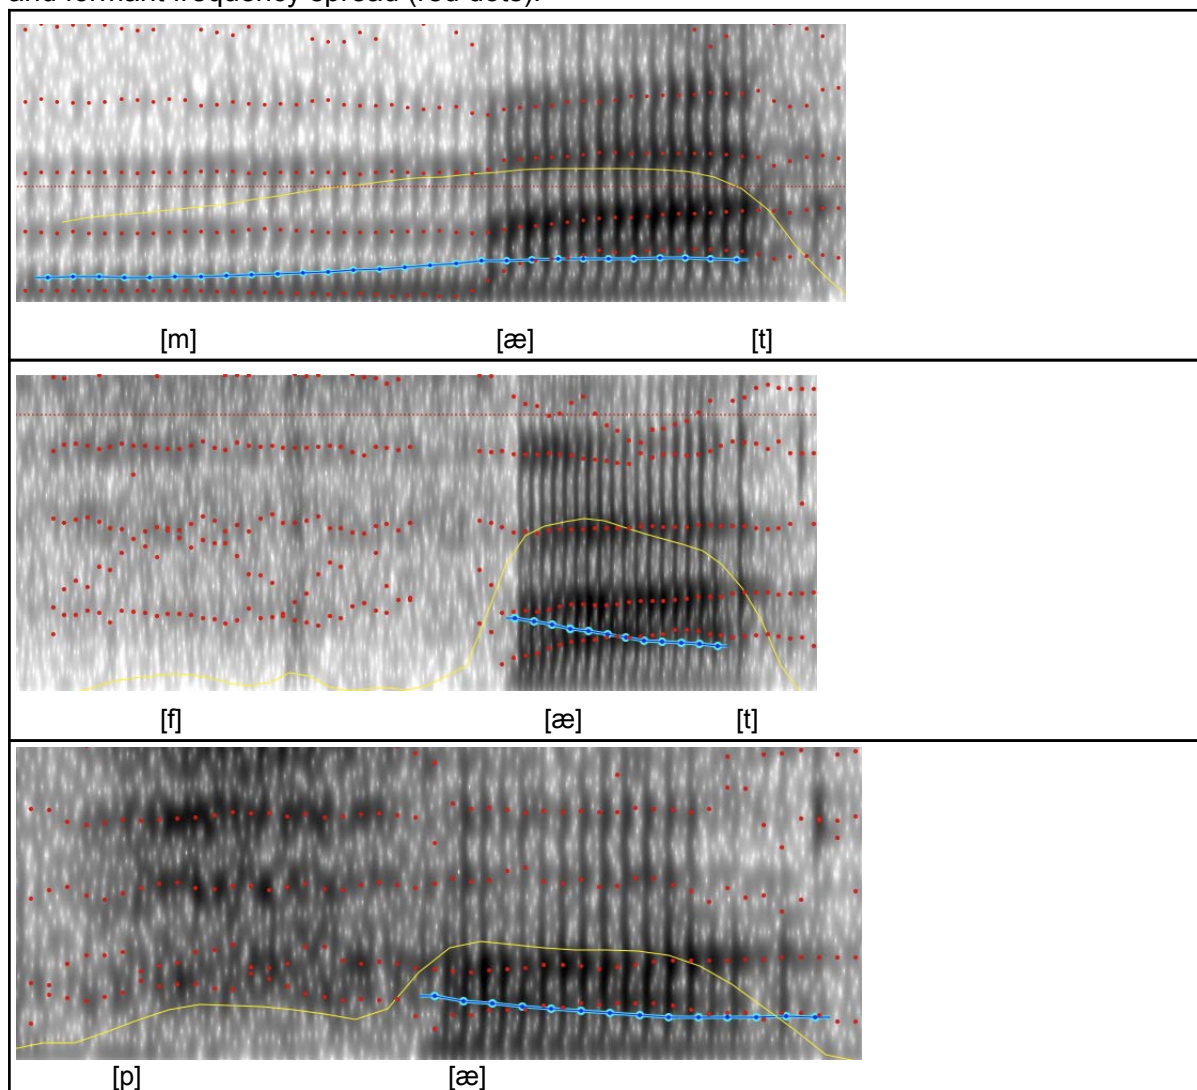 and formant frequency spread (red dots).
[m] [æ] [t]
[f] [æ] [t]
[p] [æ]